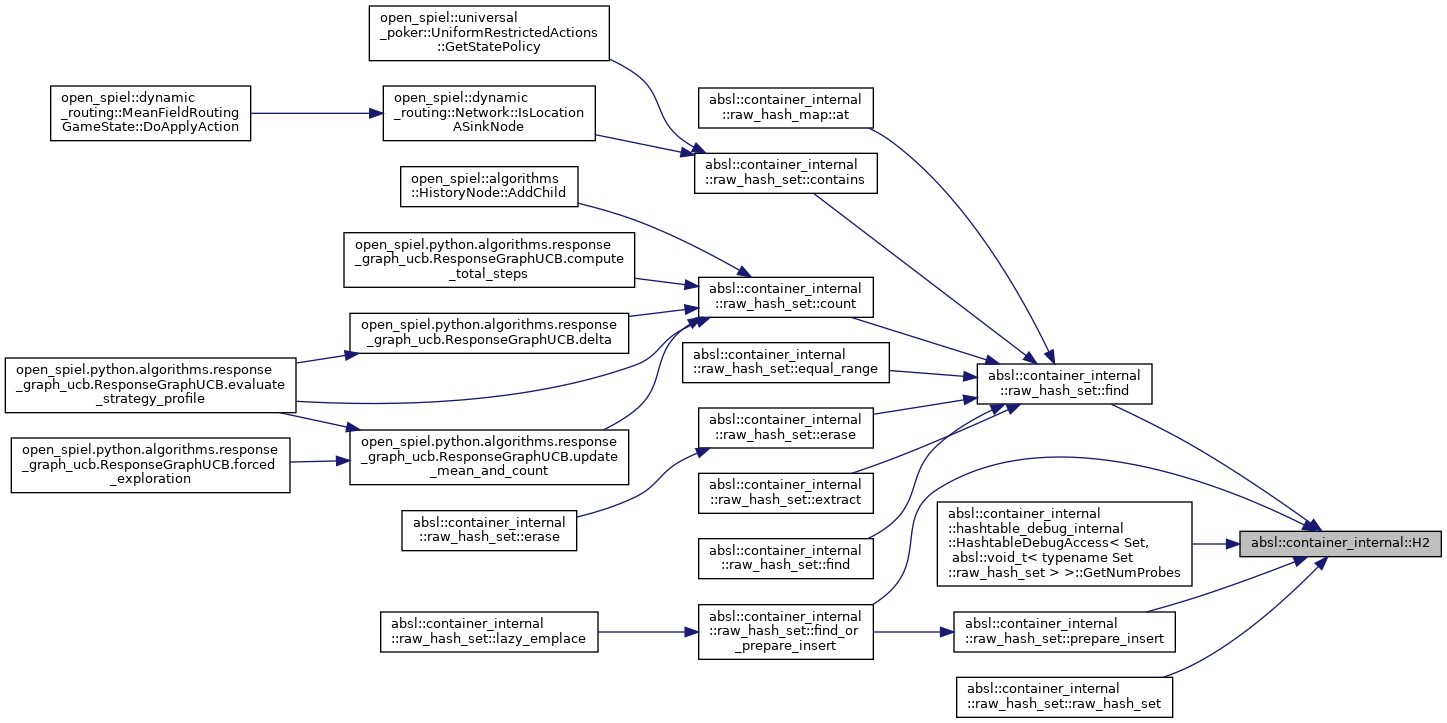 open_spiel::universal
_poker::UniformRestrictedActions
::GetStatePolicy
open_spiel::dynamic
_routing::MeanFieldRouting
GameState::DoApplyAction
open_spiel::dynamic
_routing::Network::IsLocation
ASinkNode
absl::container_internal
::raw_hash_map::at
absl::container_internal
::raw_hash_set::contains
open_spiel::algorithms
::HistoryNode::AddChild
open_spiel.python.algorithms.response
_graph_ucb.ResponseGraphUCB.compute
_total_steps
absl::container_internal
::raw_hash_set::count
open_spiel.python.algorithms.response
_graph_ucb.ResponseGraphUCB.delta
absl::container_internal
::raw_hash_set::equal_range
open_spiel.python.algorithms.response
_graph_ucb.ResponseGraphUCB.evaluate
_strategy_profile
absl::container_internal
::raw_hash_set::find
absl::container_internal
::raw_hash_set::erase
open_spiel.python.algorithms.response
_graph_ucb.ResponseGraphUCB.forced
_exploration
open_spiel.python.algorithms.response
_graph_ucb.ResponseGraphUCB.update
_mean_and_count
absl::container_internal
::raw_hash_set::extract
absl::container_internal
::raw_hash_set::erase
absl::container_internal
::hashtable_debug_internal
::HashtableDebugAccess< Set,
absl::void_t< typename Set
::raw_hash_set > >::GetNumProbes
absl::container_internal::H2
absl::container_internal
::raw_hash_set::find
absl::container_internal
::raw_hash_set::lazy_emplace
absl::container_internal
::raw_hash_set::find_or
_prepare_insert
absl::container_internal
::raw_hash_set::prepare_insert
absl::container_internal
::raw_hash_set::raw_hash_set